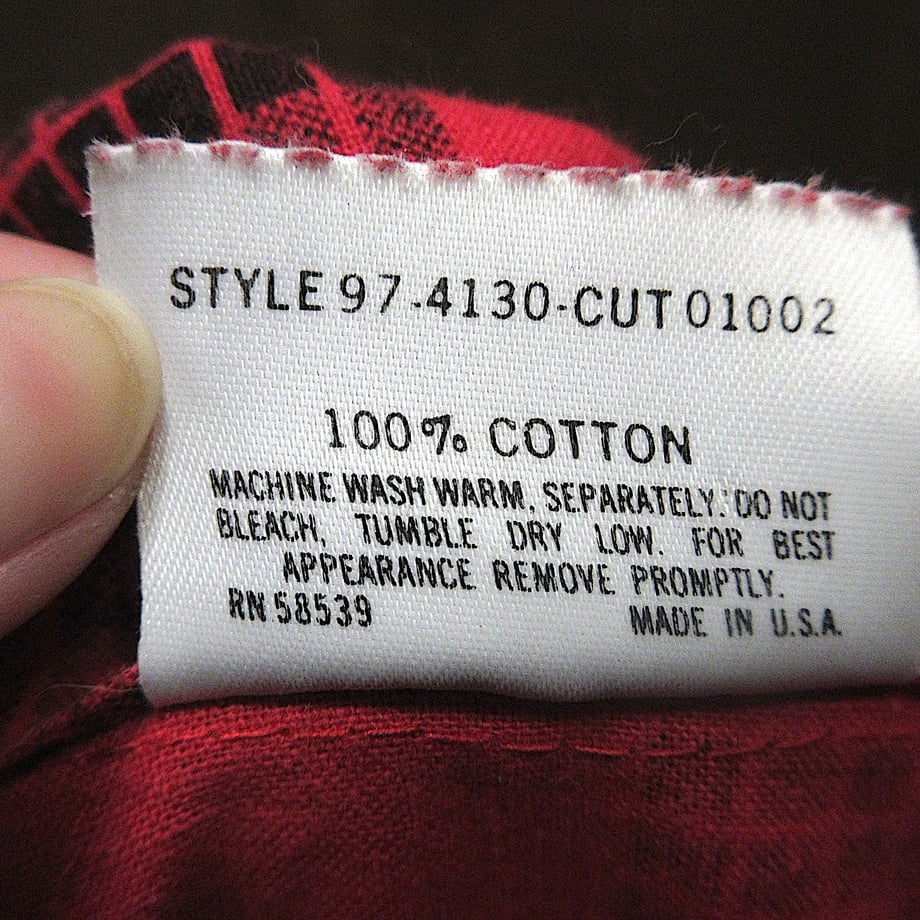 STYLE 97-4130-CUT 01002
100% COTTON
MACHINE WASH WARM, SEPARATELY. DO NOT
BLEACH, TUMBLE DRY LOW. FOR BEST
APPEARANCE REMOVE PROMPTLY.
RN 58539 MADE IN U.S.A.